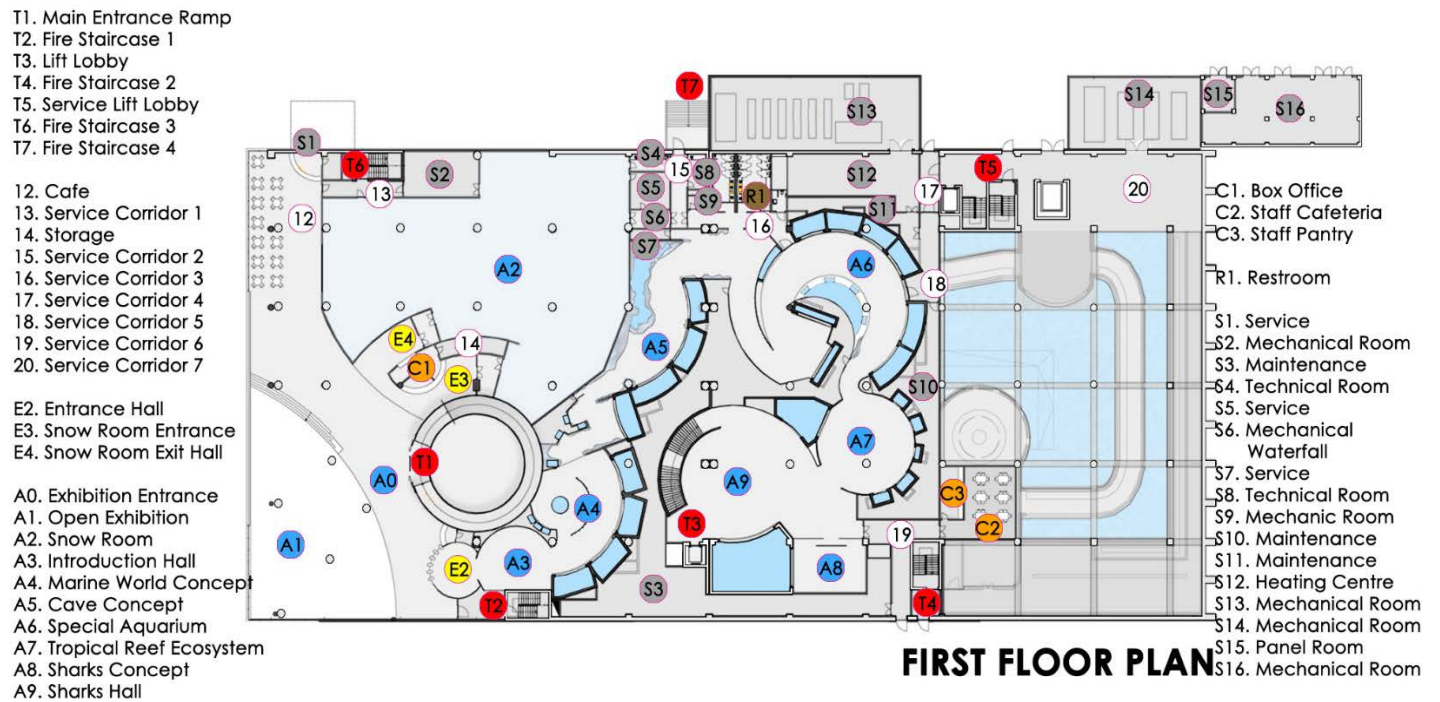 T1. Main Entrance Ramp
T2. Fire Staircase 1
T3. Lift Lobby
T4. Fire Staircase 2
T5. Service Lift Lobby
T6. Fire Staircase 3
T7. Fire Staircase 4
12. Cafe
13. Service Corridor 1
14. Storage
15. Service Corridor 2
16. Service Corridor 3
17. Service Corridor 4
18. Service Corridor 5
19. Service Corridor 6
20. Service Corridor 7
E2. Entrance Hall
E3. Snow Room Entrance
E4. Snow Room Exit Hall
A0. Exhibition Entrance
A1. Open Exhibition
A2. Snow Room
A3. Introduction Hall
A4. Marine World Concept
A5. Cave Concept
A6. Special Aquarium
A7. Tropical Reef Ecosystem
A8. Sharks Concept
A9. Sharks Hall
T7
S13
S14
S15
S16
S1
T6
S2
S4
15
S8
S12
T5
13
S5
R1
17
20
12
S9
S11
S6
16
S7
A2
A6
18
E4
14
A5
C1
E3
S10
A7
T1
A0
A9
C3
A4
T3
C2
A1
19
E2
A3
A8
S3
T2
T4
FIRST FLOOR PLAN
C1. Box Office
C2. Staff Cafeteria
C3. Staff Pantry
R1. Restroom
S1. Service
S2. Mechanical Room
S3. Maintenance
S4. Technical Room
S5. Service
S6. Mechanical
Waterfall
S7. Service
S8. Technical Room
S9. Mechanic Room
S10. Maintenance
S11. Maintenance
S12. Heating Centre
S13. Mechanical Room
S14. Mechanical Room
S15. Panel Room
S16. Mechanical Room